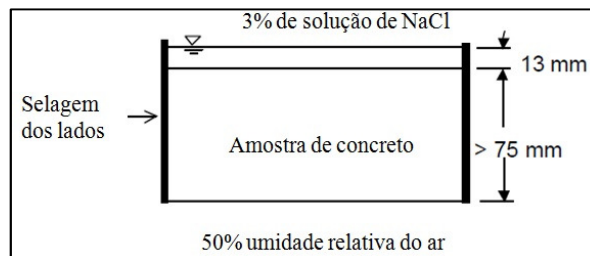 3% de solução de NaCl
13 mm
Selagem
dos lados
Amostra de concreto
> 75 mm
50% umidade relativa do ar